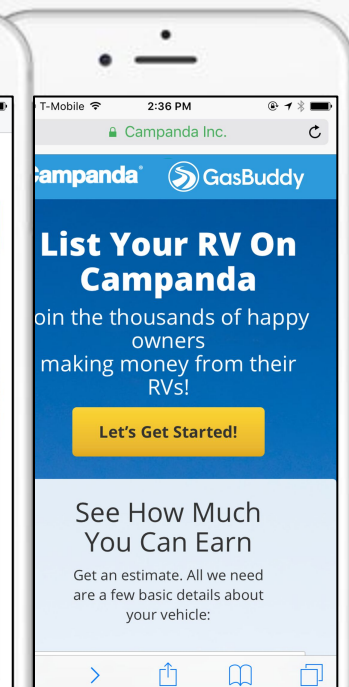 T-Mobile 2:36 PM
Campanda Inc.
ampanda® GasBuddy
List Your RV On
Campanda
oin the thousands of happy
owners
making money from their
RVs!
Let's Get Started!
See How Much
You Can Earn
Get an estimate. All we need
are a few basic details about
your vehicle: